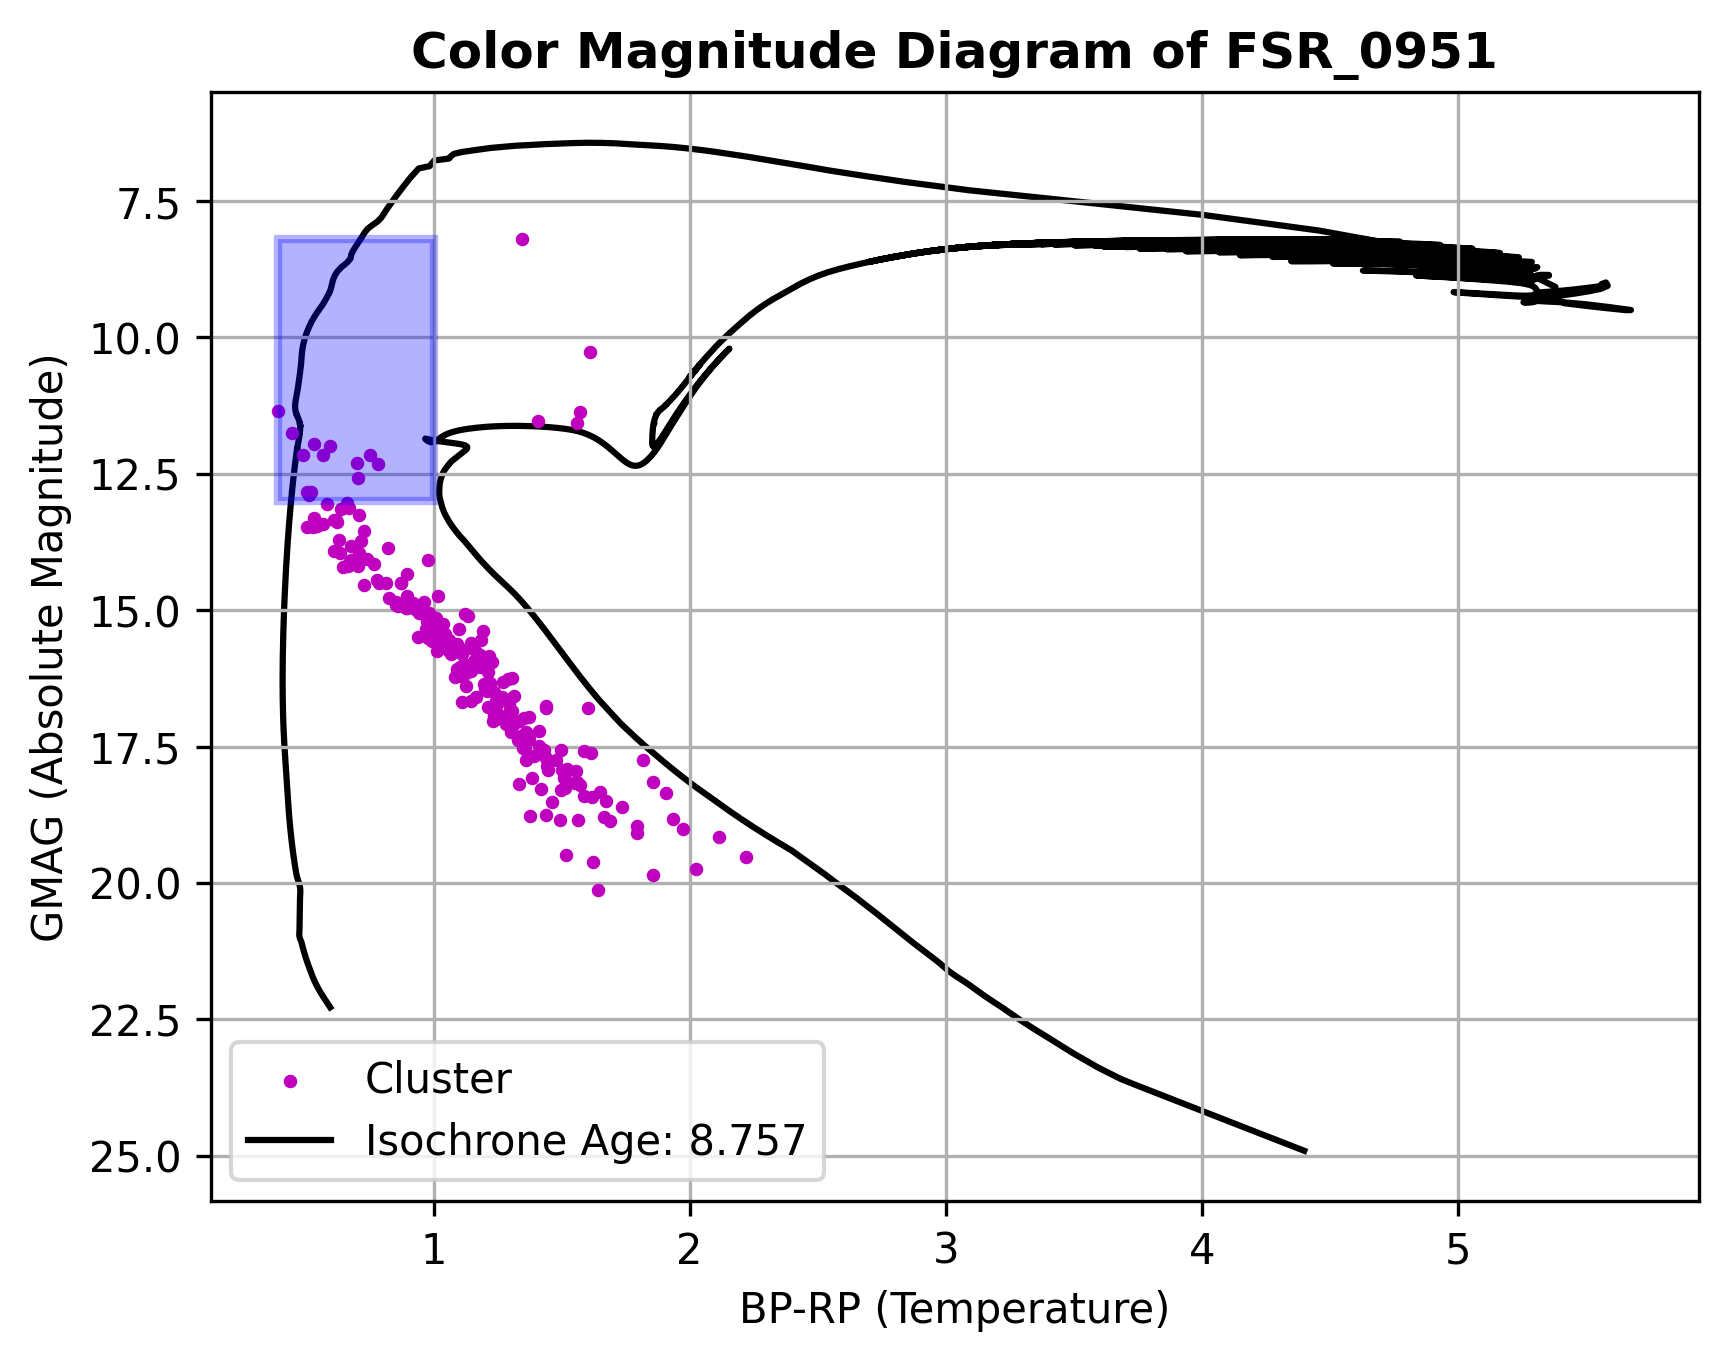 Color Magnitude Diagram of FSR_0951
GMAG (Absolute Magnitude)
7.5
10.0
12.5
15.0
17.5
20.0
22.5
25.0
Cluster
Isochrone Age: 8.757
1 2 3 4 5
BP-RP (Temperature)